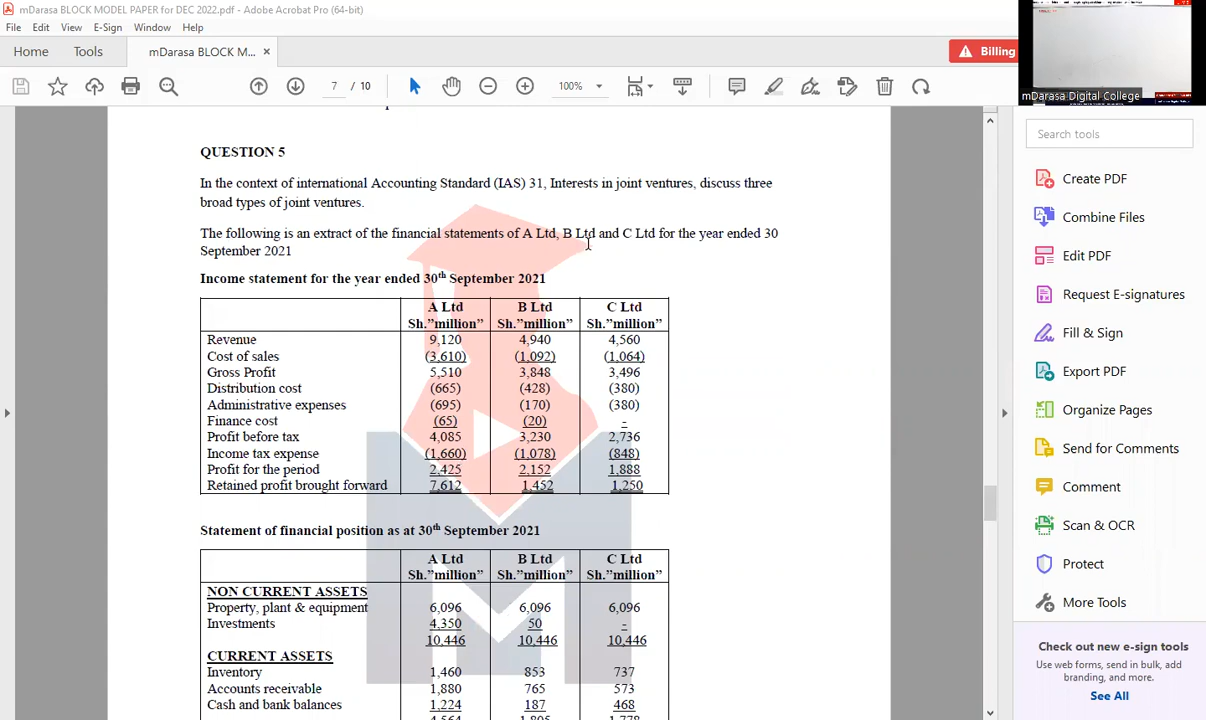 mDarasa BLOCK MODEL PAPER for DEC 2022.pdf - Adobe Acrobat Pro (64-bit)
File Edit View E-Sign Window Help
Home Tools mDarasa BLOCK M... × Billing
7 / 10 100%
mDarasa Digital College
QUESTION 5
In the context of international Accounting Standard (IAS) 31, Interests in joint ventures, discuss three
broad types of joint ventures.
The following is an extract of the financial statements of A Ltd, B Ltd and C Ltd for the year ended 30
September 2021
Income statement for the year ended 30th September 2021
A Ltd B Ltd C Ltd
Sh."million" Sh."million" Sh."million"
Revenue 9,120 4,940 4,560
Cost of sales (3,610) (1,092) (1,064)
Gross Profit 5,510 3,848 3,496
Distribution cost (665) (428) (380)
Administrative expenses (695) (170) (380)
Finance cost (65) (20) -
Profit before tax 4,085 3,230 2,736
Income tax expense (1,660) (1,078) (848)
Profit for the period 2,425 2,152 1,888
Retained profit brought forward 7,612 1,452 1,250
Statement of financial position as at 30th September 2021
A Ltd B Ltd C Ltd
Sh."million" Sh."million" Sh."million"
NON CURRENT ASSETS
Property, plant & equipment 6,096 6,096 6,096
Investments 4,350 50 -
10,446 10,446 10,446
CURRENT ASSETS
Inventory 1,460 853 737
Accounts receivable 1,880 765 573
Cash and bank balances 1,224 187 468
4,564 1,805 1,778
Search tools
Create PDF
Combine Files
Edit PDF
Request E-signatures
Fill & Sign
Export PDF
Organize Pages
Send for Comments
Comment
Scan & OCR
Protect
More Tools
Check out new e-sign tools
Use web forms, send in bulk, add
branding, and more.
See All